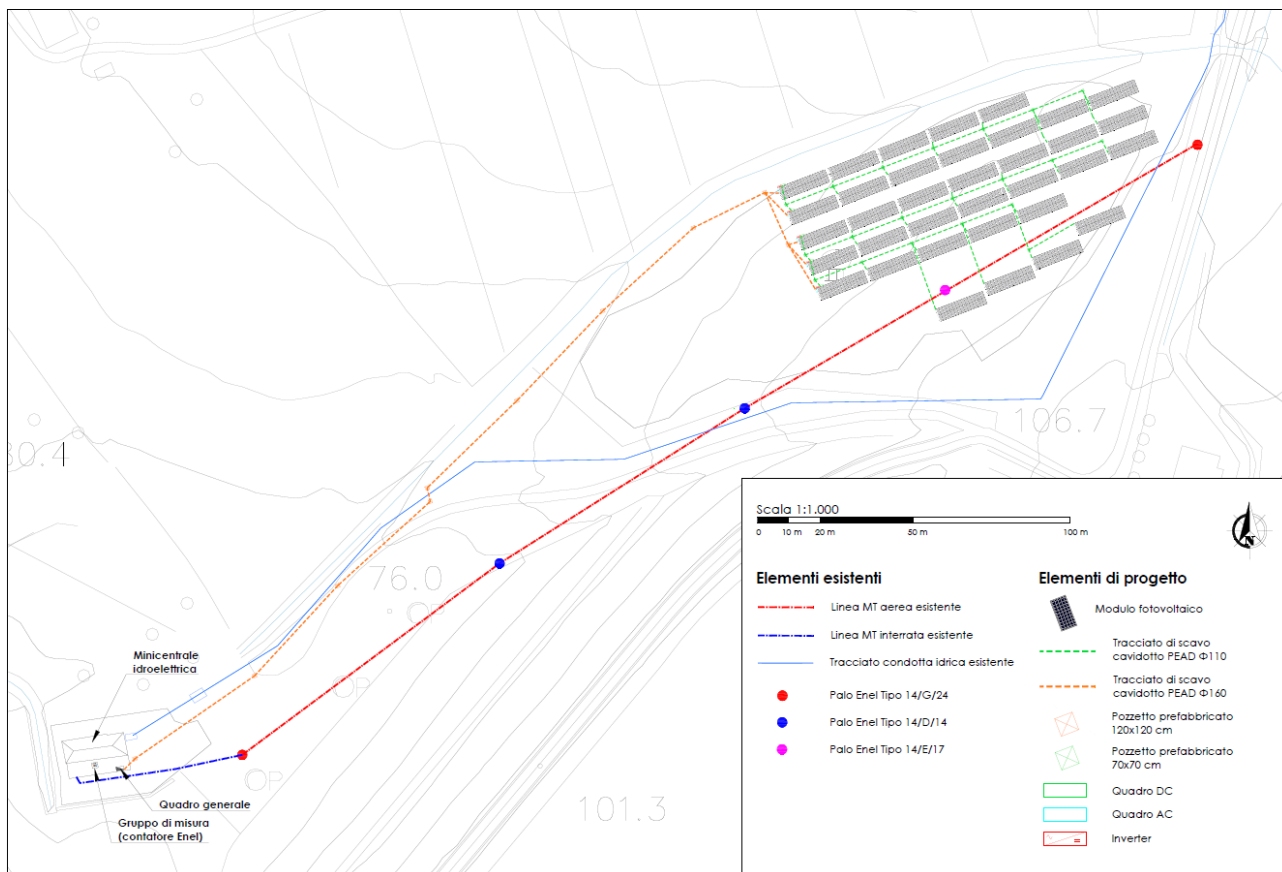 106.7
30.4
76.0
101.3
Minicentrale
idroelettrica
Quadro generale
Gruppo di misura
(contatore Enel)
Scala 1:1.000
0 10 m 20 m 50 m 100 m
N
Elementi esistenti
Linea MT aerea esistente
Linea MT interrata esistente
Tracciato condotta idrica esistente
Palo Enel Tipo 14/G/24
Palo Enel Tipo 14/D/14
Palo Enel Tipo 14/E/17
Elementi di progetto
Modulo fotovoltaico
Tracciato di scavo
cavidotto PEAD Φ110
Tracciato di scavo
cavidotto PEAD Φ160
Pozzetto prefabbricato
120x120 cm
Pozzetto prefabbricato
70x70 cm
Quadro DC
Quadro AC
Inverter